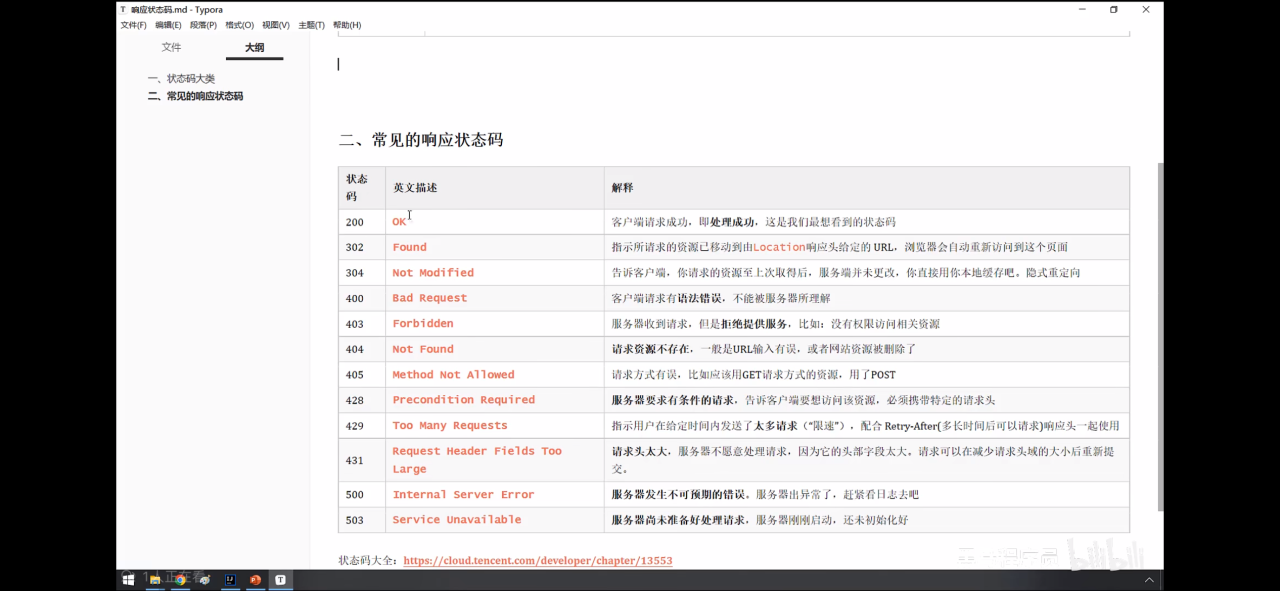 响应状态码.md - Typora
文件(F) 编辑(E) 段落(P) 格式(O) 视图(V) 主题(T) 帮助(H)
文件 大纲
一、状态码大类
二、常见的响应状态码
二、常见的响应状态码
状态码 英文描述 解释
200 OK 客户端请求成功，即处理成功，这是我们最想看到的状态码
302 Found 指示所请求的资源已移动到由Location响应头给定的 URL，浏览器会自动重新访问到这个页面
304 Not Modified 告诉客户端，你请求的资源至上次取得后，服务端并未更改，你直接用你本地缓存吧。隐式重定向
400 Bad Request 客户端请求有语法错误，不能被服务器所理解
403 Forbidden 服务器收到请求，但是拒绝提供服务，比如：没有权限访问相关资源
404 Not Found 请求资源不存在，一般是URL输入有误，或者网站资源被删除了
405 Method Not Allowed 请求方式有误，比如应该用GET请求方式的资源，用了POST
428 Precondition Required 服务器要求有条件的请求，告诉客户端要想访问该资源，必须携带特定的请求头
429 Too Many Requests 指示用户在给定时间内发送了太多请求（“限速”），配合 Retry-After(多长时间后可以请求)响应头一起使用
431 Request Header Fields Too Large 请求头太大，服务器不愿意处理请求，因为它的头部字段太大。请求可以在减少请求头域的大小后重新提交。
500 Internal Server Error 服务器发生不可预期的错误。服务器出异常了，赶紧看日志去吧
503 Service Unavailable 服务器尚未准备好处理请求，服务器刚刚启动，还未初始化好
状态码大全：https://cloud.tencent.com/developer/chapter/13553
bilibili